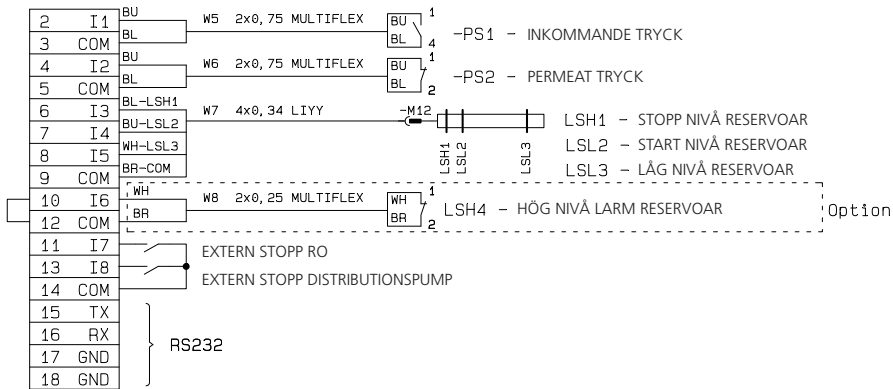 BU
2 I1 W5 2x0,75 MULTIFLEX BU 1
BL BL 4 -PS1 - INKOMMANDE TRYCK
3 COM
BU
4 I2 W6 2x0,75 MULTIFLEX BU 1
BL BL 2 -PS2 - PERMEAT TRYCK
5 COM
BL-LSH1
6 I3 W7 4x0,34 LIYY -M12
BU-LSL2 LSH1 - STOPP NIVÅ RESERVOAR
7 I4
WH-LSL3 LSH1 LSL2 LSL3 LSL2 - START NIVÅ RESERVOAR
8 I5
BR-COM LSL3 - LÅG NIVÅ RESERVOAR
9 COM
WH
10 I6 W8 2x0,25 MULTIFLEX WH 1
BR BR 2 LSH4 - HÖG NIVÅ LARM RESERVOAR Option
12 COM
11 I7 EXTERN STOPP RO
13 I8 EXTERN STOPP DISTRIBUTIONSPUMP
14 COM
15 TX
16 RX
RS232
17 GND
18 GND